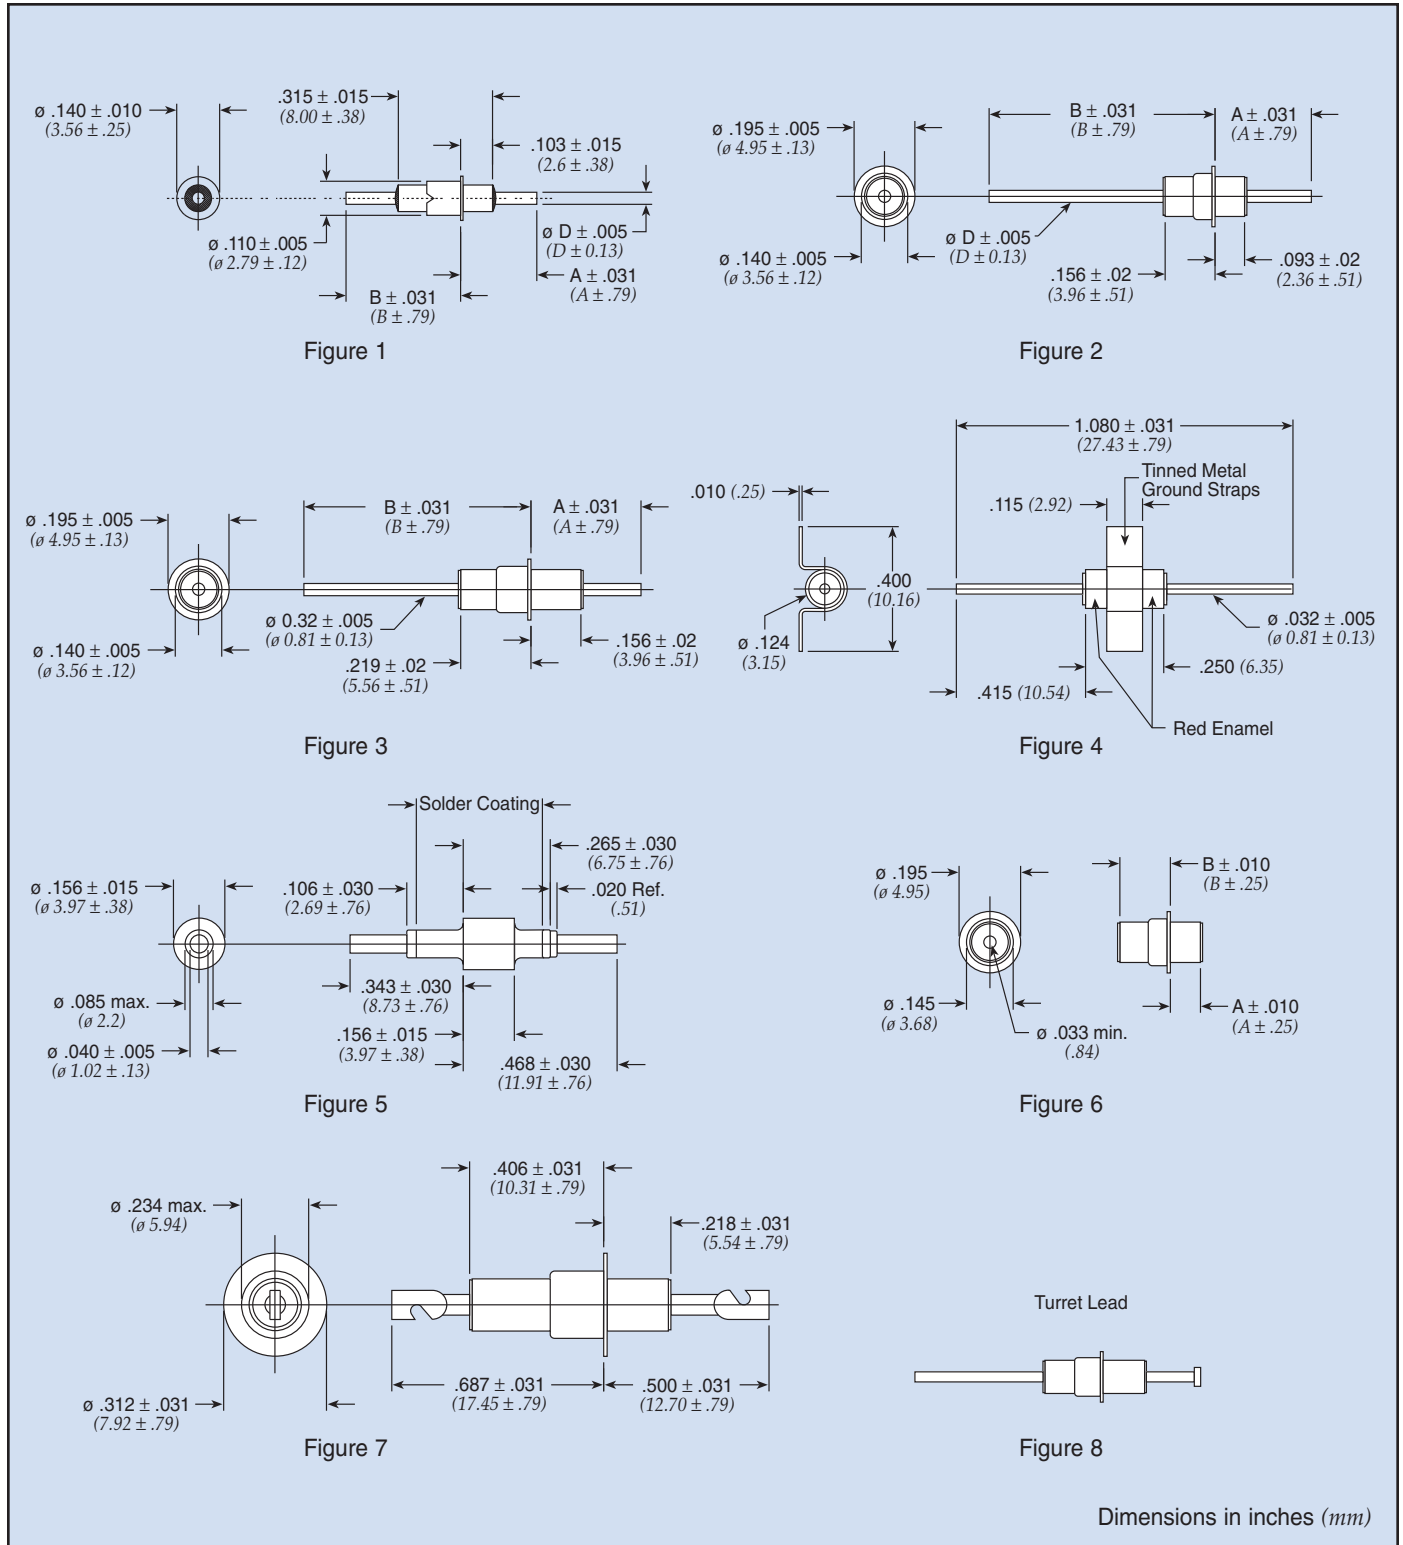 ø .140 ± .010
(3.56 ± .25)
.315 ± .015
(8.00 ± .38)
.103 ± .015
(2.6 ± .38)
ø .110 ± .005
(ø 2.79 ± .12)
ø D ± .005
(D ± 0.13)
A ± .031
(A ± .79)
B ± .031
(B ± .79)
Figure 1
ø .195 ± .005
(ø 4.95 ± .13)
B ± .031
(B ± .79)
A ± .031
(A ± .79)
ø D ± .005
(D ± 0.13)
ø .140 ± .005
(ø 3.56 ± .12)
.156 ± .02
(3.96 ± .51)
.093 ± .02
(2.36 ± .51)
Figure 2
ø .195 ± .005
(ø 4.95 ± .13)
B ± .031
(B ± .79)
A ± .031
(A ± .79)
ø 0.32 ± .005
(ø 0.81 ± 0.13)
ø .140 ± .005
(ø 3.56 ± .12)
.219 ± .02
(5.56 ± .51)
.156 ± .02
(3.96 ± .51)
Figure 3
1.080 ± .031
(27.43 ± .79)
Tinned Metal
Ground Straps
.010 (.25)
.115 (2.92)
.400
(10.16)
ø .124
(3.15)
ø .032 ± .005
(ø 0.81 ± 0.13)
.250 (6.35)
.415 (10.54)
Red Enamel
Figure 4
Solder Coating
.265 ± .030
(6.75 ± .76)
ø .156 ± .015
(ø 3.97 ± .38)
.106 ± .030
(2.69 ± .76)
.020 Ref.
(.51)
ø .085 max.
(ø 2.2)
.343 ± .030
(8.73 ± .76)
ø .040 ± .005
(ø 1.02 ± .13)
.156 ± .015
(3.97 ± .38)
.468 ± .030
(11.91 ± .76)
Figure 5
ø .195
(ø 4.95)
B ± .010
(B ± .25)
ø .145
(ø 3.68)
ø .033 min.
(.84)
A ± .010
(A ± .25)
Figure 6
.406 ± .031
(10.31 ± .79)
ø .234 max.
(ø 5.94)
.218 ± .031
(5.54 ± .79)
.687 ± .031
(17.45 ± .79)
.500 ± .031
(12.70 ± .79)
ø .312 ± .031
(7.92 ± .79)
Figure 7
Turret Lead
Figure 8
Dimensions in inches (mm)